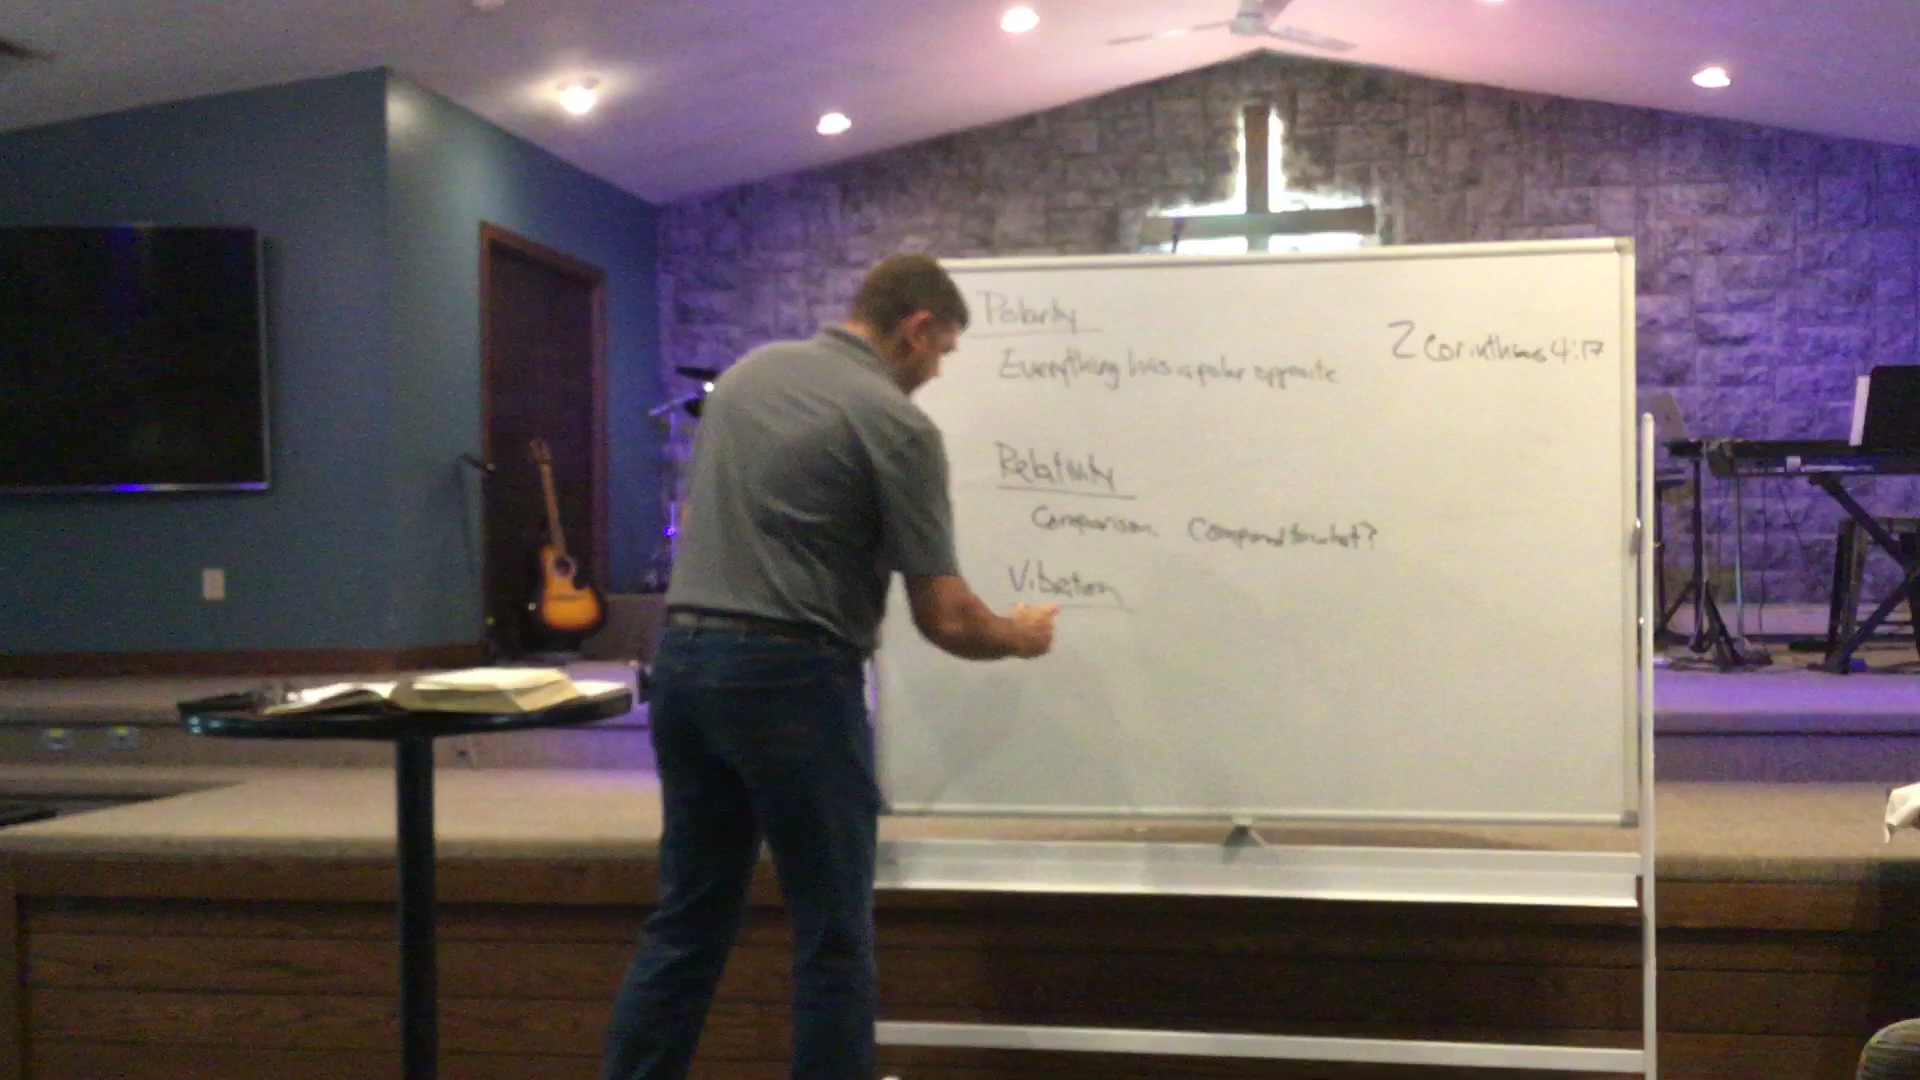 Polarity
2 Corinthians 4:17
Everything has a polar opposite
Relativity
Comparison Compared to what?
Vibration